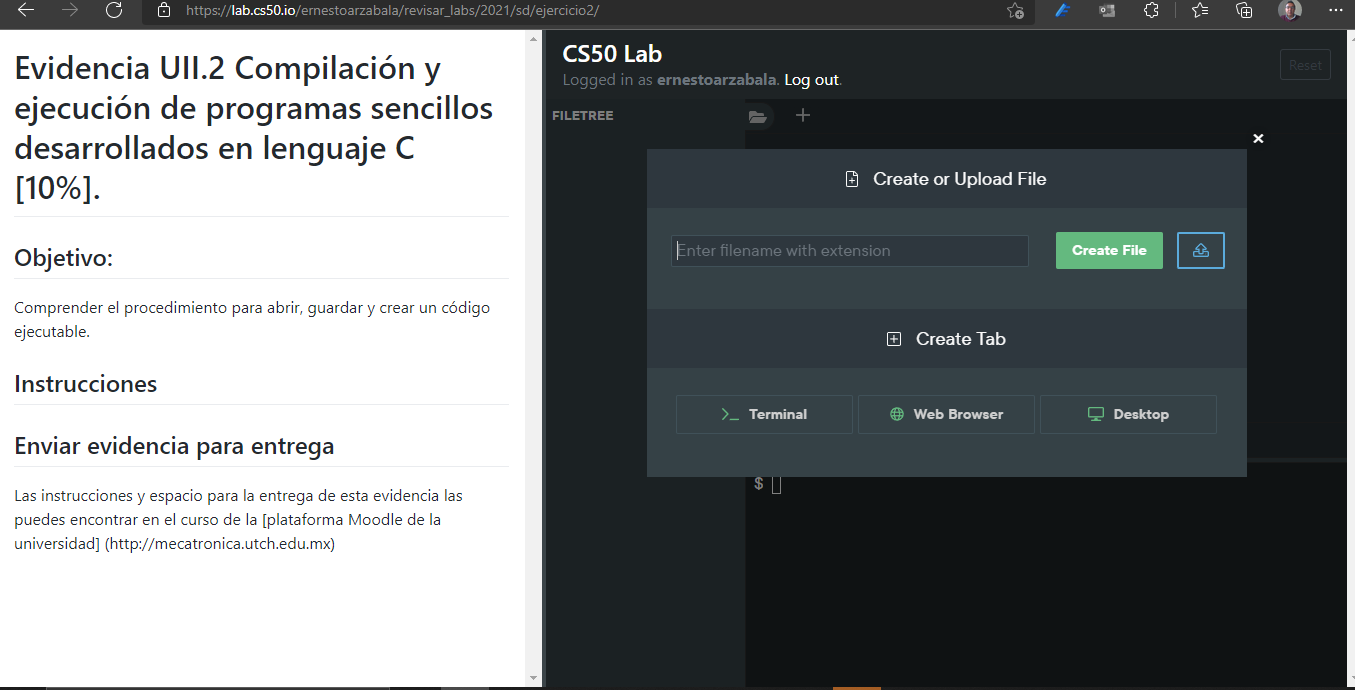 https://lab.cs50.io/ernestoarzabala/revisar_labs/2021/sd/ejercicio2/
Evidencia UII.2 Compilación y
ejecución de programas sencillos
desarrollados en lenguaje C
[10%].
Objetivo:
Comprender el procedimiento para abrir, guardar y crear un código
ejecutable.
Instrucciones
Enviar evidencia para entrega
Las instrucciones y espacio para la entrega de esta evidencia las
puedes encontrar en el curso de la [plataforma Moodle de la
universidad] (http://mecatronica.utch.edu.mx)
CS50 Lab
Logged in as ernestoarzabala. Log out.
Reset
FILETREE
Create or Upload File
Enter filename with extension
Create File
Create Tab
Terminal
Web Browser
Desktop
$